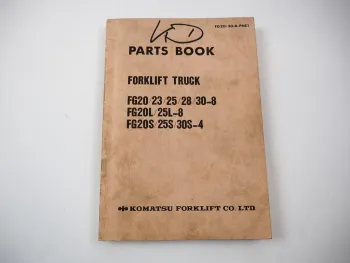 PARTS BOOK
FORKLIFT TRUCK
FG20/23/25/28/30-8
FG20L/25L-8
FG20S/25S/30S-4
KOMATSU FORKLIFT CO. LTD